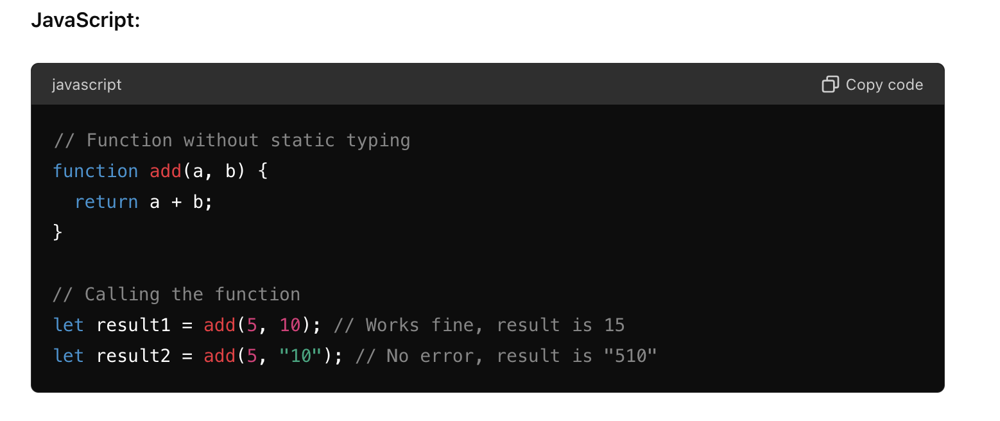 JavaScript:
javascript
Copy code
// Function without static typing
function add(a, b) {
  return a + b;
}
// Calling the function
let result1 = add(5, 10); // Works fine, result is 15
let result2 = add(5, "10"); // No error, result is "510"